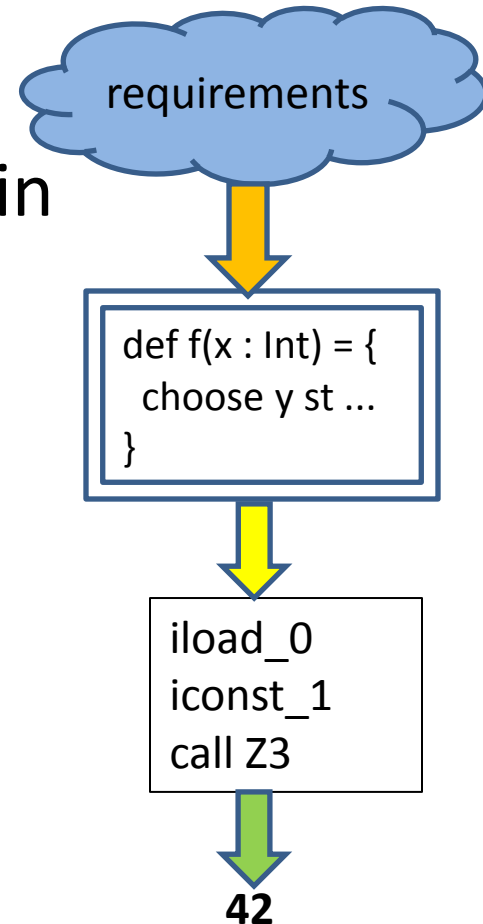 requirements
in
def f(x : Int) = {
choose y st ...
}
iload_0
iconst_1
call Z3
42